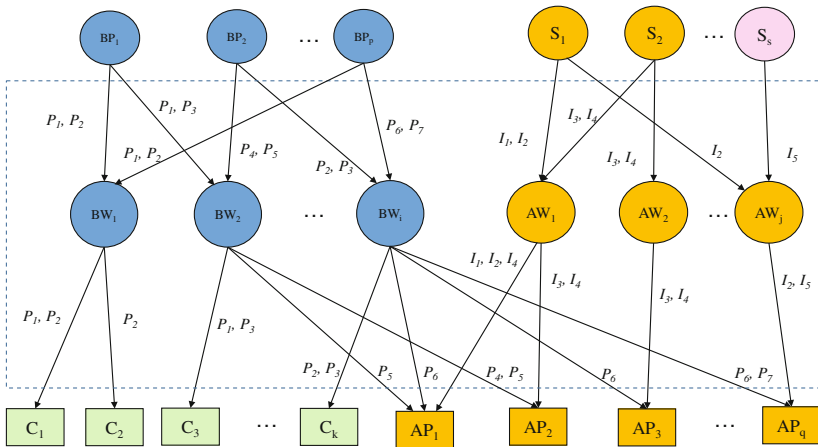 BP1 BP2 ... BPp S1 S2 ... Ss
P1, P2
P1, P3
P1, P2
P4, P5
P2, P3
P6, P7
I1, I2
I3, I4
I3, I4
I2
I5
BW1 BW2 ... BWi AW1 AW2 ... AWj
P1, P2
P2
P1, P3
P2, P3
P5
P6
I1, I2, I4
I3, I4
P4, P5
P6
I3, I4
I2, I5
P6, P7
C1 C2 C3 ... Ck AP1 AP2 AP3 ... APq